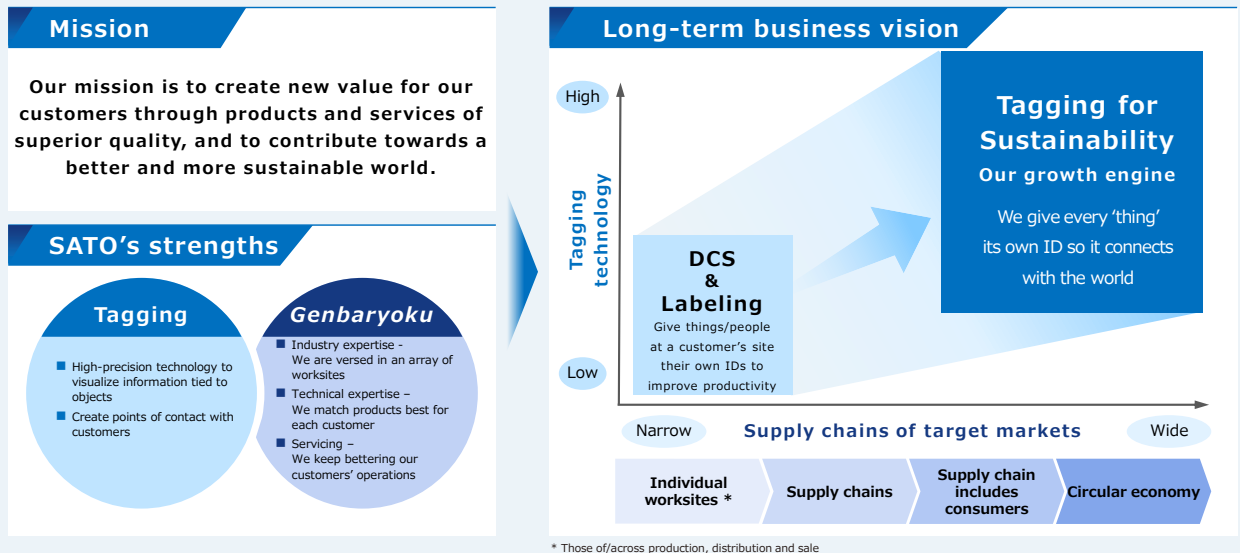 Mission
Our mission is to create new value for our
customers through products and services of
superior quality, and to contribute towards a
better and more sustainable world.
SATO’s strengths
Tagging
■ High-precision technology to
visualize information tied to
objects
■ Create points of contact with
customers
Genbaryoku
■ Industry expertise -
We are versed in an array of
worksites
■ Technical expertise –
We match products best for
each customer
■ Servicing –
We keep bettering our
customers’ operations
Long-term business vision
High
Tagging
technology
Low
DCS
&
Labeling
Give things/people
at a customer’s site
their own IDs to
improve productivity
Tagging for
Sustainability
Our growth engine
We give every ‘thing’
its own ID so it connects
with the world
Narrow
Supply chains of target markets
Wide
Individual
worksites *
Supply chains
Supply chain
includes
consumers
Circular economy
* Those of/across production, distribution and sale